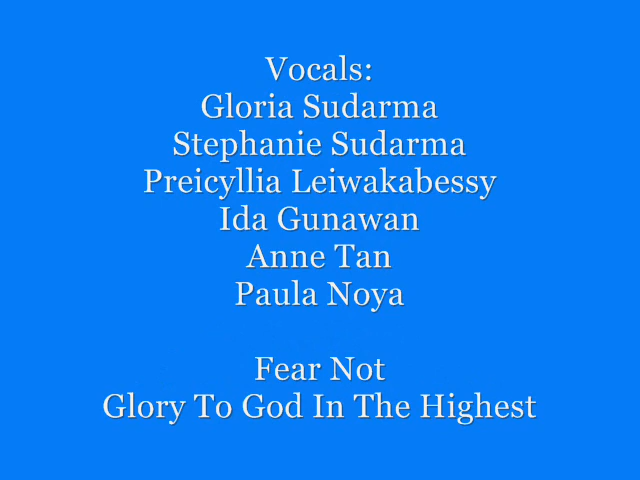 Vocals:
Gloria Sudarma
Stephanie Sudarma
Preicyllia Leiwakabessy
Ida Gunawan
Anne Tan
Paula Noya
Fear Not
Glory To God In The Highest